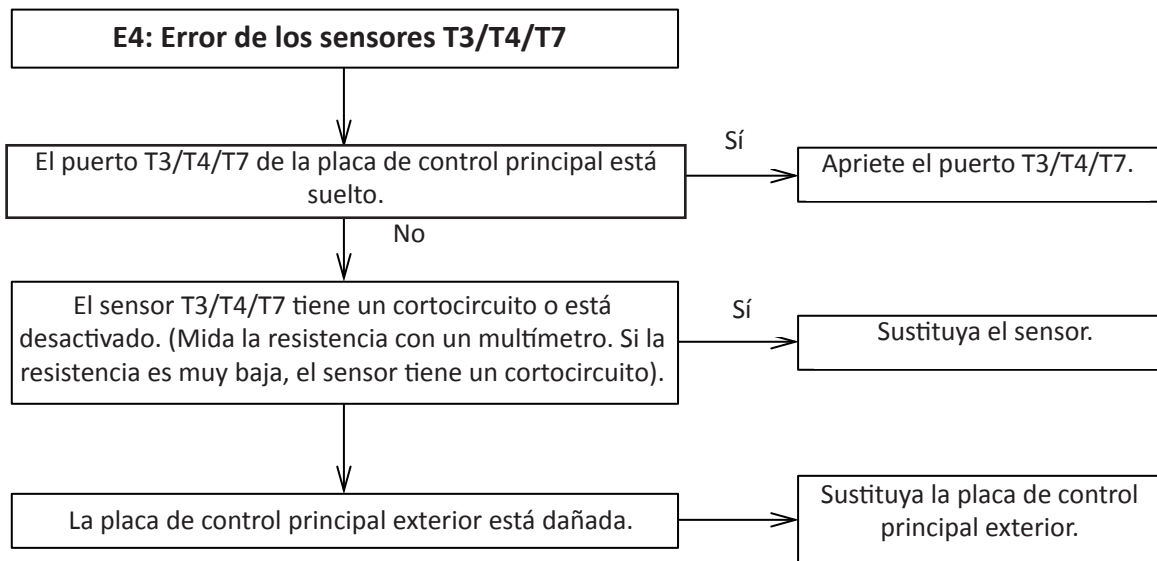 E4: Error de los sensores T3/T4/T7
El puerto T3/T4/T7 de la placa de control principal está
suelto.
Sí
Apriete el puerto T3/T4/T7.
No
El sensor T3/T4/T7 tiene un cortocircuito o está
desactivado. (Mida la resistencia con un multímetro. Si la
resistencia es muy baja, el sensor tiene un cortocircuito).
Sí
Sustituya el sensor.
La placa de control principal exterior está dañada.
Sustituya la placa de control
principal exterior.